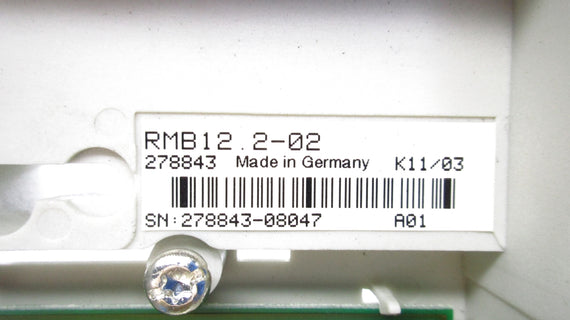 RMB12.2-02
278843 Made in Germany K11/03
SN:278843-08047 A01